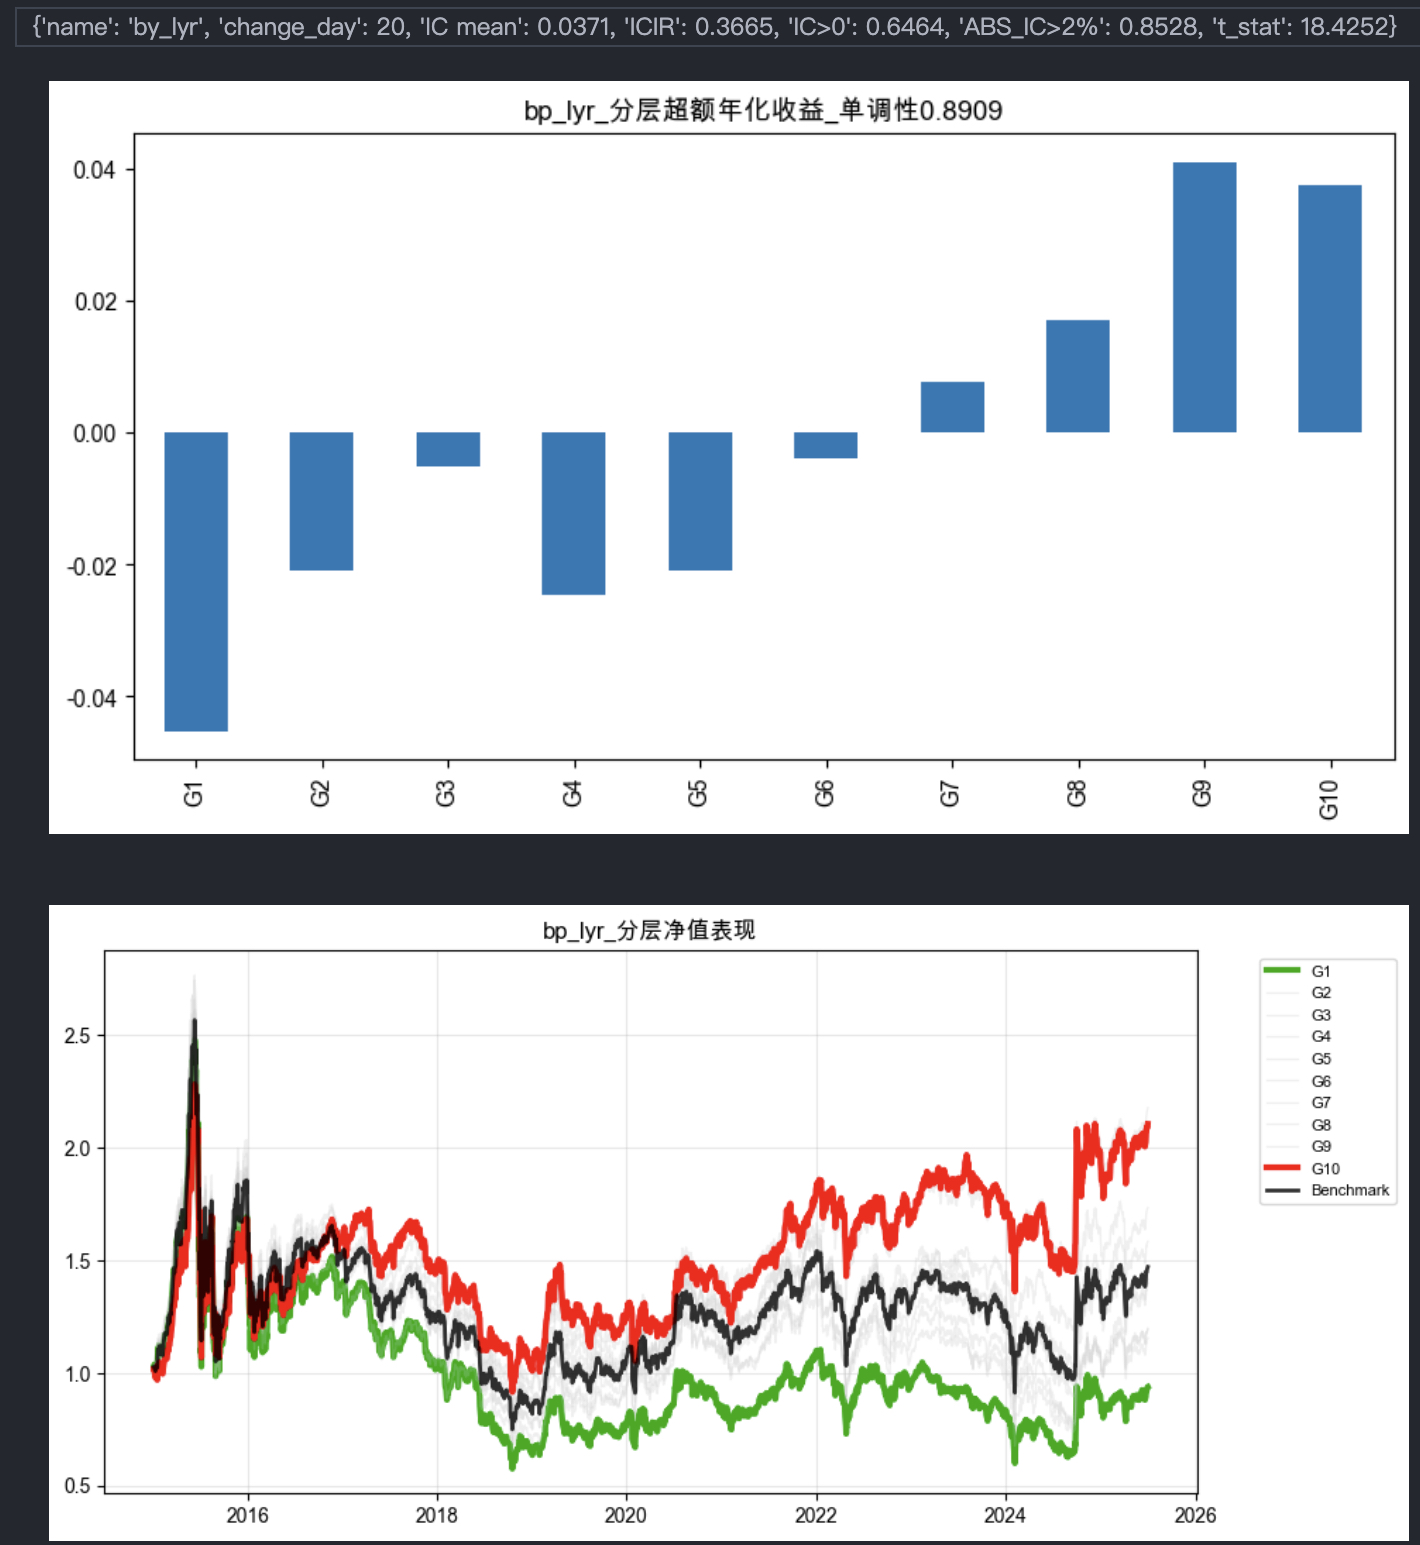 {'name': 'by_lyr', 'change_day': 20, 'IC mean': 0.0371, 'ICIR': 0.3665, 'IC>0': 0.6464, 'ABS_IC>2%': 0.8528, 't_stat': 18.4252}
bp_lyr_分层超额年化收益_单调性0.8909
0.04
0.02
0.00
-0.02
-0.04
G1 G2 G3 G4 G5 G6 G7 G8 G9 G10
bp_lyr_分层净值表现
2.5
2.0
1.5
1.0
0.5
2016 2018 2020 2022 2024 2026
G1
G2
G3
G4
G5
G6
G7
G8
G9
G10
Benchmark